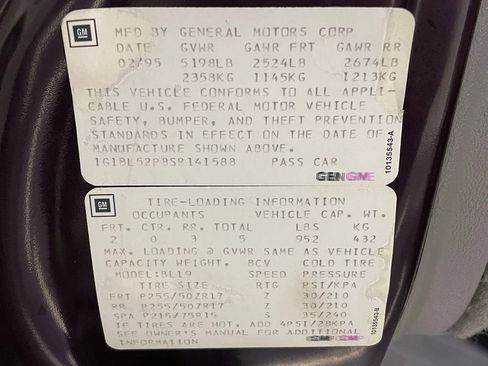 GM
MFD BY GENERAL MOTORS CORP
DATE GVWR GAWR FRT GAWR RR
02/95 5198LB 2524LB 2674LB
2358KG 1145KG 1213KG
THIS VEHICLE CONFORMS TO ALL APPLI-
CABLE U.S. FEDERAL MOTOR VEHICLE
SAFETY, BUMPER, AND THEFT PREVENTION
STANDARDS IN EFFECT ON THE DATE OF
MANUFACTURE SHOWN ABOVE.
1G1BL52P8SR141588 PASS CAR
GENGME
10135543-A
GM
TIRE-LOADING INFORMATION
OCCUPANTS VEHICLE CAP. WT.
FRT. CTR. RR. TOTAL LBS KG
2 0 3 5 952 432
MAX. LOADING @ GVWR SAME AS VEHICLE
CAPACITY WEIGHT. BCV COLD TIRE
MODEL:BL19 SPEED PRESSURE
TIRE SIZE RTG PSI/KPA
FRT P255/50ZR17 Z 30/210
RR P255/50ZR17 Z 30/210
SPA P215/75R15 S 35/240
IF TIRES ARE HOT, ADD 4PSI/28KPA
SEE OWNER'S MANUAL FOR ADDITIONAL
INFORMATION
10135543-B